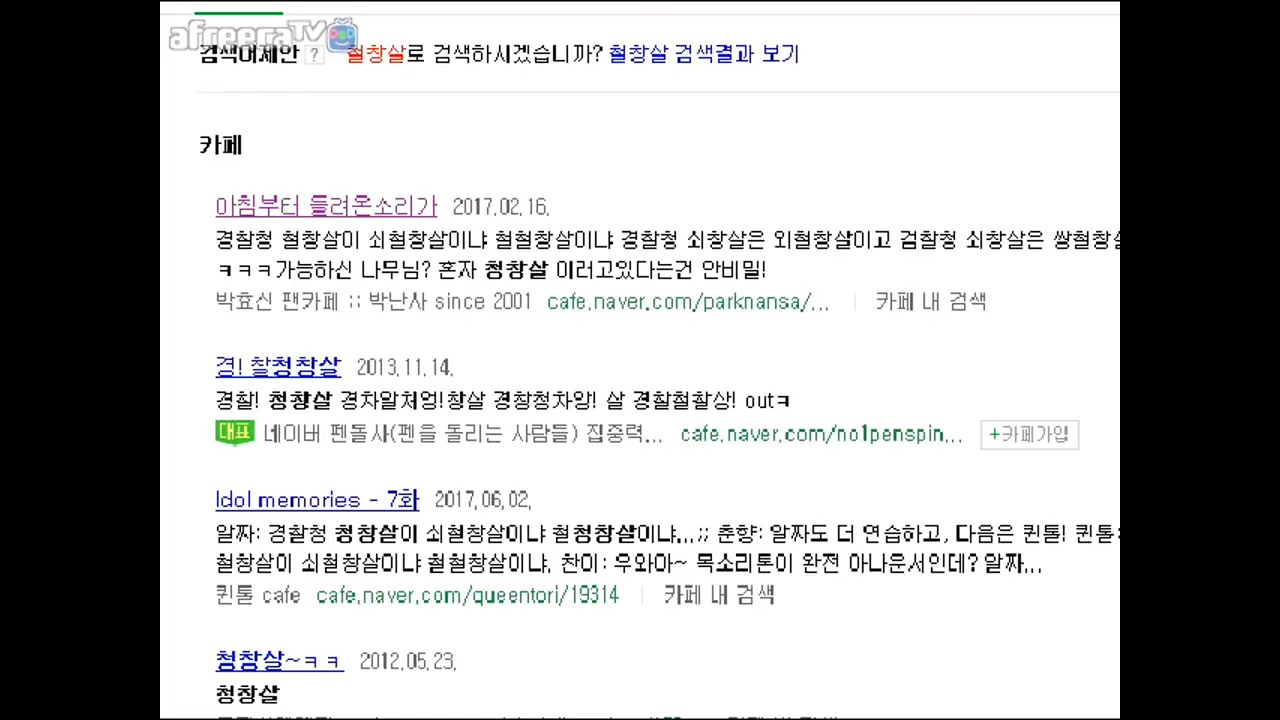 afreecaTV
검색어제안 ? 철창살로 검색하시겠습니까? 철창살 검색결과 보기
카페
아침부터 들려온소리가 2017.02.16.
경찰청 철창살이 쇠철창살이냐 철철창살이냐 경찰청 쇠창살은 외철창살이고 검찰청 쇠창살은 쌍철창살
ㅋㅋㅋ가능하신 나무님? 혼자 청창살 이러고있다는건 안비밀!
박효신 팬카페 ;; 박난사 since 2001 cafe.naver.com/parknansa/... 카페 내 검색
경! 찰청창살 2013.11.14.
경찰! 청창살 경차알처엉!창살 경창청차앙! 살 경찰철찰상! outㅋ
대표 네이버 펜돌사(펜을 돌리는 사람들) 집중력... cafe.naver.com/no1penspin... +카페가입
Idol memories - 7화 2017.06.02.
알짜: 경찰청 청창살이 쇠철창살이냐 철청창살이냐...;; 춘향: 알짜도 더 연습하고, 다음은 퀸톨! 퀸톨:
철창살이 쇠철창살이냐 철철창살이냐, 찬이: 우와아~ 목소리톤이 완전 아나운서인데? 알짜...
퀸톨 cafe cafe.naver.com/queentori/19314 카페 내 검색
청창살~ㅋㅋ 2012.05.23.
청창살